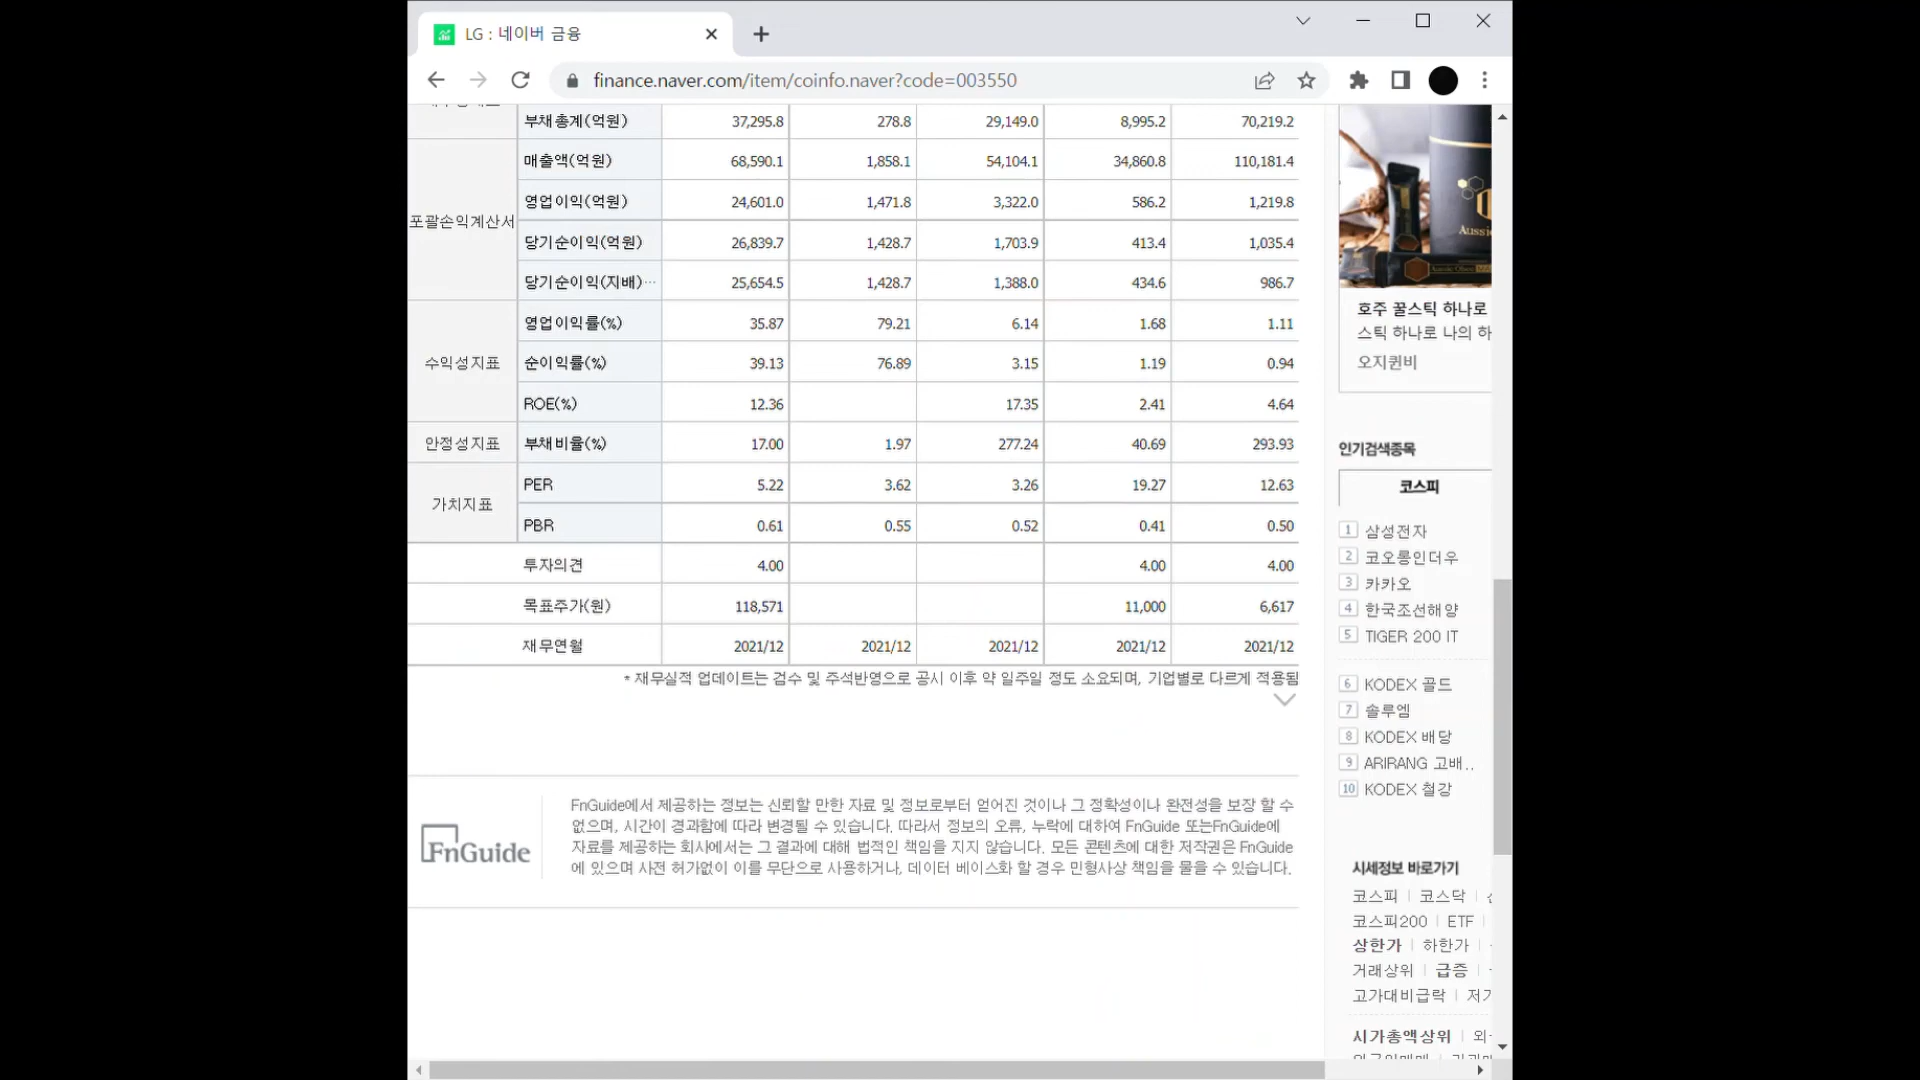 LG : 네이버 금융
finance.naver.com/item/coinfo.naver?code=003550
부채총계(억원) 37,295.8 278.8 29,149.0 8,995.2 70,219.2
포괄손익계산서
매출액(억원) 68,590.1 1,858.1 54,104.1 34,860.8 110,181.4
영업이익(억원) 24,601.0 1,471.8 3,322.0 586.2 1,219.8
당기순이익(억원) 26,839.7 1,428.7 1,703.9 413.4 1,035.4
당기순이익(지배)… 25,654.5 1,428.7 1,388.0 434.6 986.7
수익성지표
영업이익률(%) 35.87 79.21 6.14 1.68 1.11
순이익률(%) 39.13 76.89 3.15 1.19 0.94
ROE(%) 12.36 17.35 2.41 4.64
안정성지표 부채비율(%) 17.00 1.97 277.24 40.69 293.93
가치지표
PER 5.22 3.62 3.26 19.27 12.63
PBR 0.61 0.55 0.52 0.41 0.50
투자의견 4.00 4.00 4.00
목표주가(원) 118,571 11,000 6,617
재무연월 2021/12 2021/12 2021/12 2021/12 2021/12
* 재무실적 업데이트는 검수 및 주석반영으로 공시 이후 약 일주일 정도 소요되며, 기업별로 다르게 적용됨
FnGuide
FnGuide에서 제공하는 정보는 신뢰할 만한 자료 및 정보로부터 얻어진 것이나 그 정확성이나 완전성을 보장 할 수
없으며, 시간이 경과함에 따라 변경될 수 있습니다. 따라서 정보의 오류, 누락에 대하여 FnGuide 또는FnGuide에
자료를 제공하는 회사에서는 그 결과에 대해 법적인 책임을 지지 않습니다. 모든 콘텐츠에 대한 저작권은 FnGuide
에 있으며 사전 허가없이 이를 무단으로 사용하거나, 데이터 베이스화 할 경우 민형사상 책임을 물을 수 있습니다.
Aussie
호주 꿀스틱 하나로
스틱 하나로 나의 하
오지퀸비
인기검색종목
코스피
1 삼성전자
2 코오롱인더우
3 카카오
4 한국조선해양
5 TIGER 200 IT
6 KODEX 골드
7 솔루엠
8 KODEX 배당
9 ARIRANG 고배..
10 KODEX 철강
시세정보 바로가기
코스피 | 코스닥 |
코스피200 | ETF |
상한가 | 하한가 |
거래상위 | 급증 |
고가대비급락 | 저가
시가총액상위 | 외